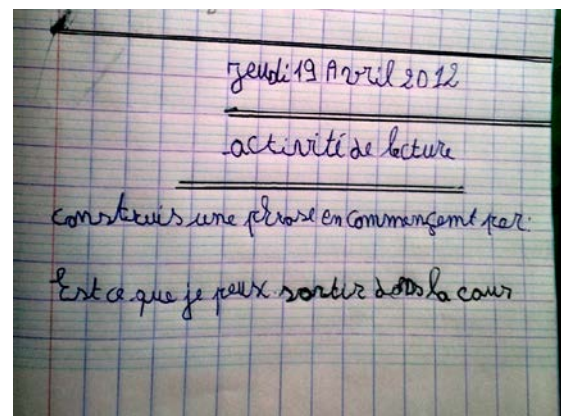 Jeudi 19 Avril 2012
activité de lecture
construis une phrase en commençant par:
Est ce que je peux sortir dans la cour